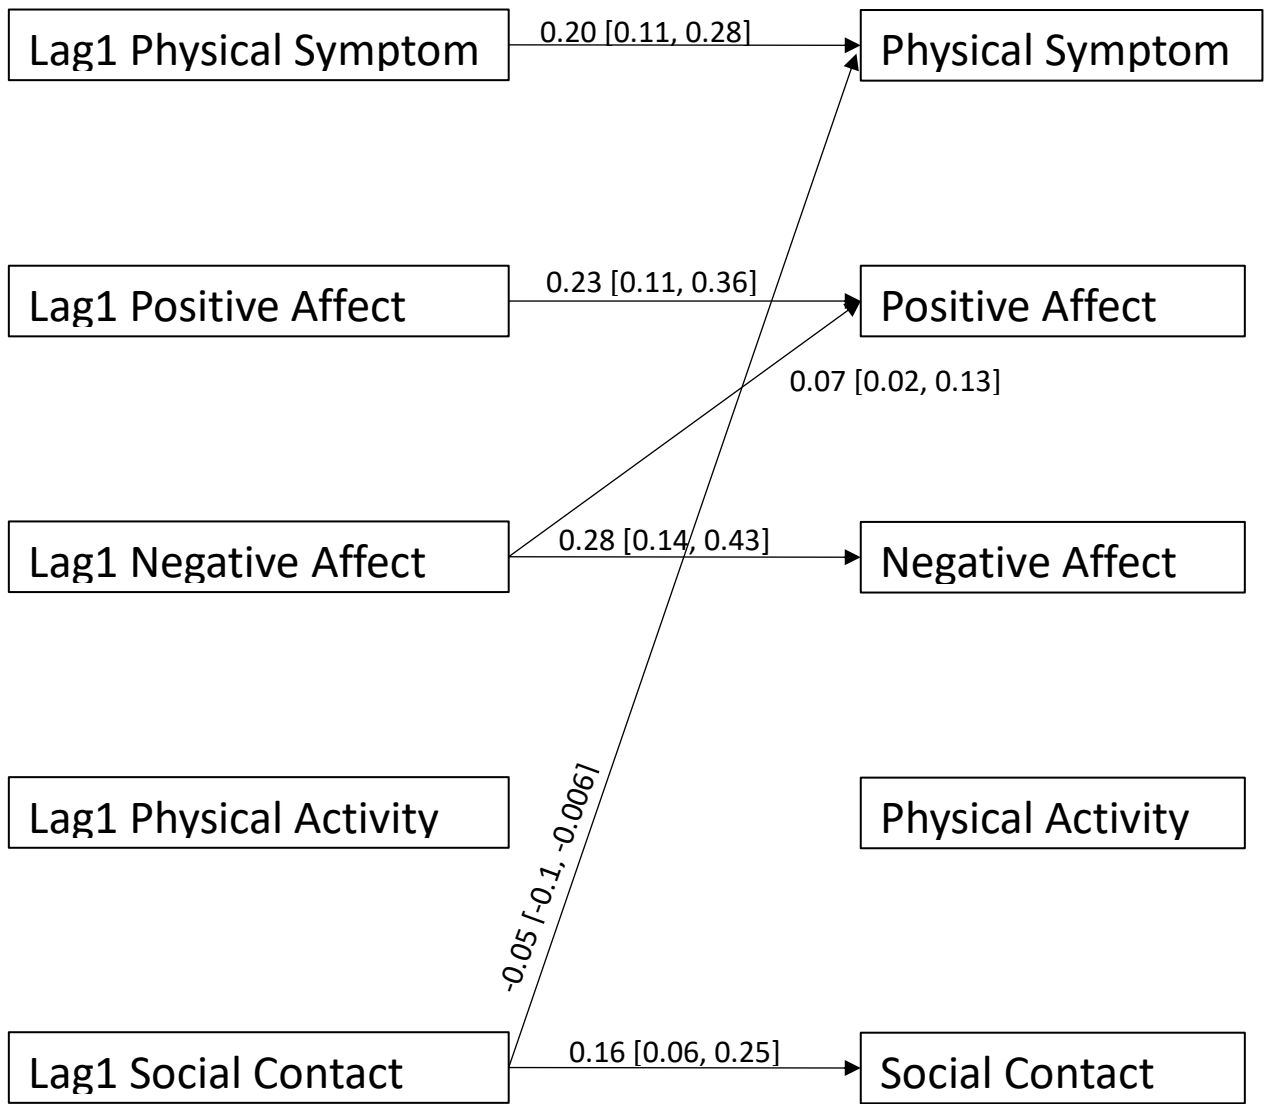 0.20 [0.11, 0.28]
Lag1 Physical Symptom
Physical Symptom
0.23 [0.11, 0.36]
Lag1 Positive Affect
Positive Affect
0.07 [0.02, 0.13]
0.28 [0.14, 0.43]
Lag1 Negative Affect
Negative Affect
Lag1 Physical Activity
Physical Activity
-0.05 [-0.1, -0.006]
0.16 [0.06, 0.25]
Lag1 Social Contact
Social Contact